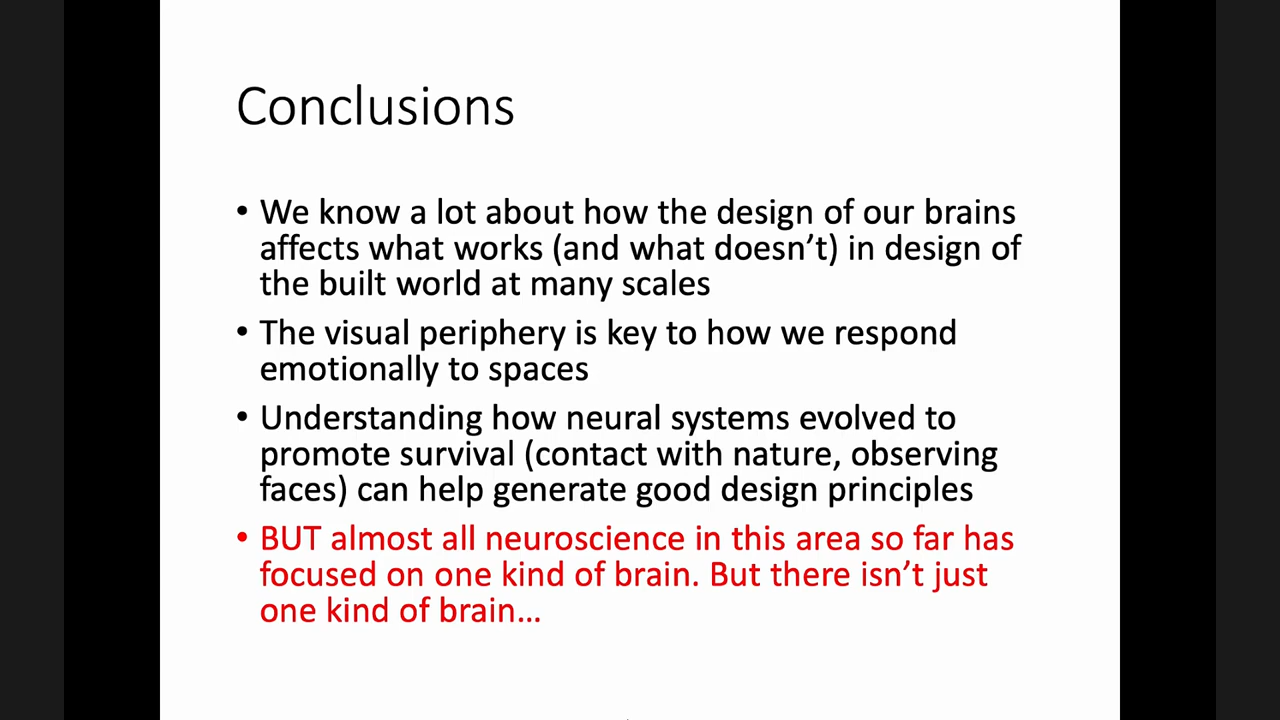 Conclusions
• We know a lot about how the design of our brains
affects what works (and what doesn’t) in design of
the built world at many scales
• The visual periphery is key to how we respond
emotionally to spaces
• Understanding how neural systems evolved to
promote survival (contact with nature, observing
faces) can help generate good design principles
• BUT almost all neuroscience in this area so far has
focused on one kind of brain. But there isn’t just
one kind of brain…